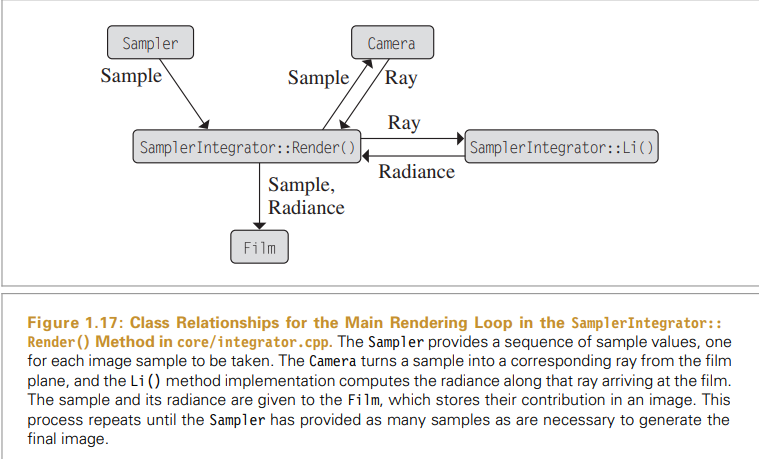 Sampler
Camera
Sample
Sample
Ray
Ray
SamplerIntegrator::Render()
SamplerIntegrator::Li()
Radiance
Sample,
Radiance
Film
Figure 1.17: Class Relationships for the Main Rendering Loop in the SamplerIntegrator::
Render() Method in core/integrator.cpp. The Sampler provides a sequence of sample values, one
for each image sample to be taken. The Camera turns a sample into a corresponding ray from the film
plane, and the Li() method implementation computes the radiance along that ray arriving at the film.
The sample and its radiance are given to the Film, which stores their contribution in an image. This
process repeats until the Sampler has provided as many samples as are necessary to generate the
final image.